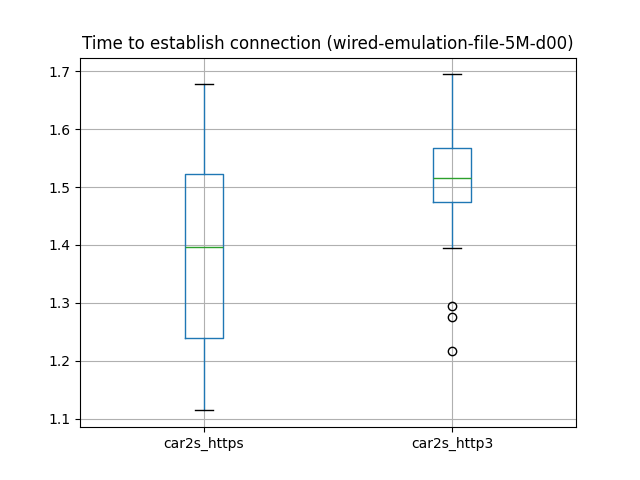 Time to establish connection (wired-emulation-file-5M-d00)
1.7
1.6
1.5
1.4
1.3
1.2
1.1
car2s_https
car2s_http3